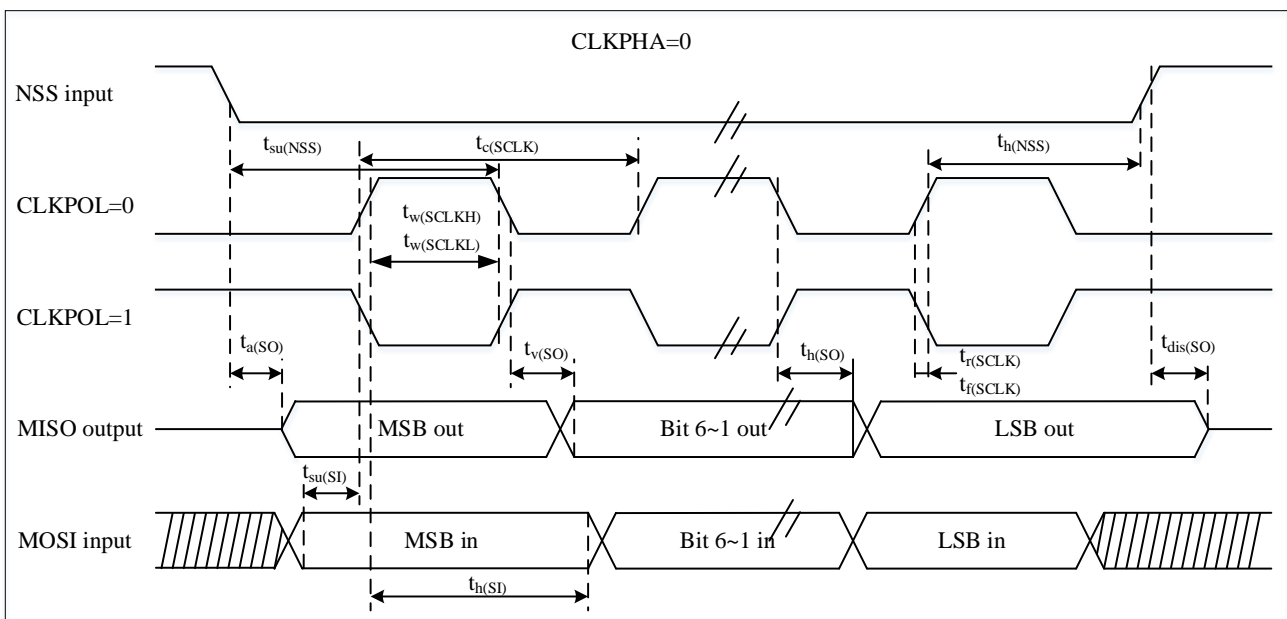 CLKPHA=0
NSS input
tsu(NSS)
tc(SCLK)
th(NSS)
CLKPOL=0
tw(SCLKH)
tw(SCLKL)
CLKPOL=1
ta(SO)
tv(SO)
th(SO)
tr(SCLK)
tf(SCLK)
tdis(SO)
MISO output
MSB out
Bit 6~1 out
LSB out
tsu(SI)
MOSI input
MSB in
Bit 6~1 in
LSB in
th(SI)